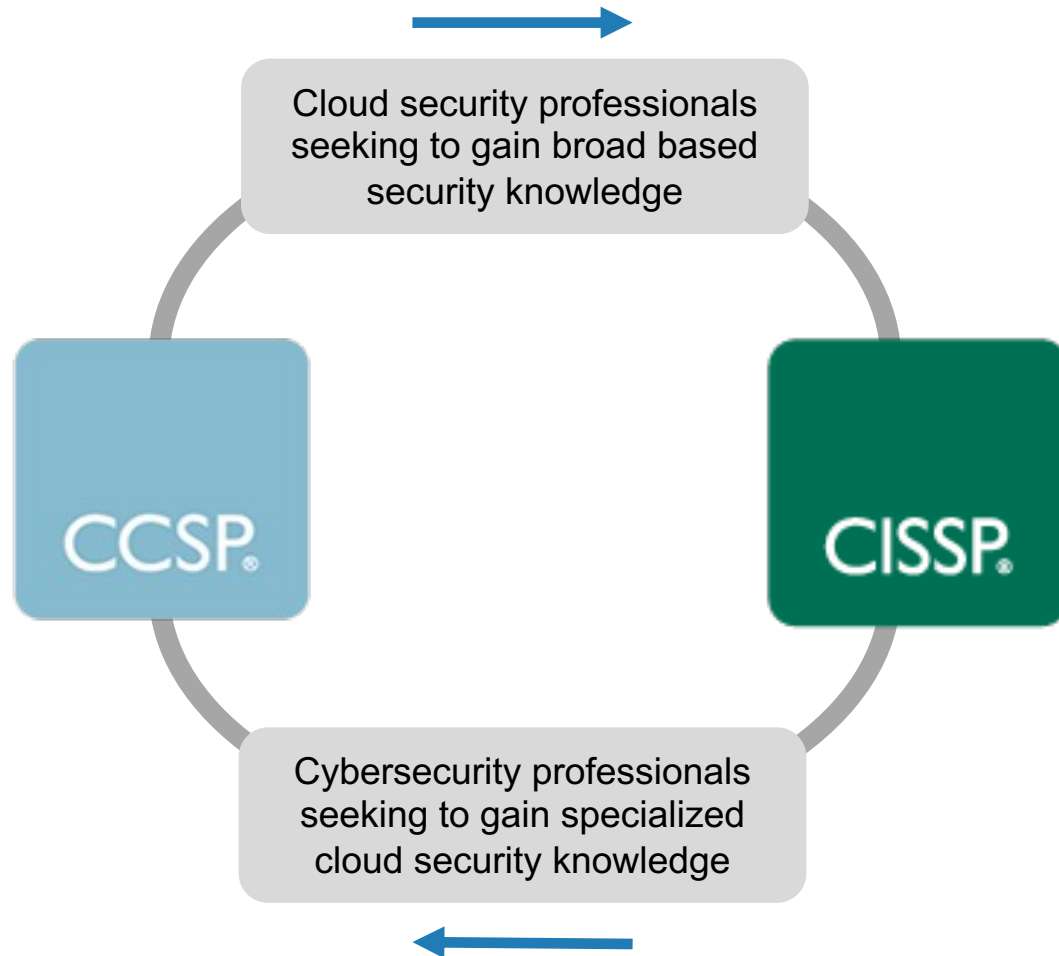 Cloud security professionals
seeking to gain broad based
security knowledge
CCSP®
CISSP®
Cybersecurity professionals
seeking to gain specialized
cloud security knowledge